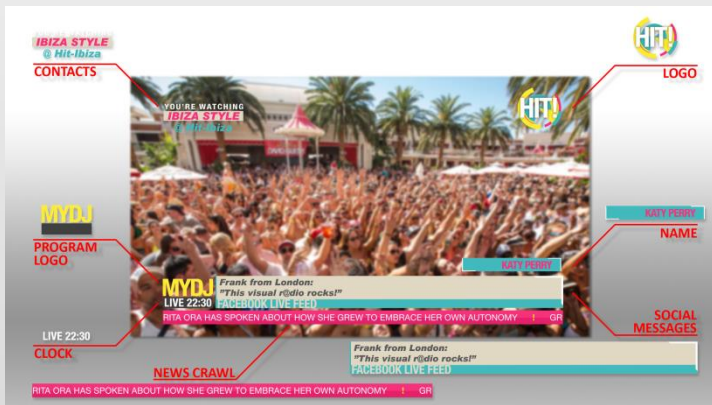 IBIZA STYLE
@ Hit-Ibiza
CONTACTS
HIT!
LOGO
YOU'RE WATCHING
IBIZA STYLE
@ Hit-Ibiza
HIT!
MYDJ
PROGRAM
LOGO
KATY PERRY
NAME
KATY PERRY
MYDJ
LIVE 22:30
Frank from London:
"This visual r@dio rocks!"
FACEBOOK LIVE FEED
RITA ORA HAS SPOKEN ABOUT HOW SHE GREW TO EMBRACE HER OWN AUTONOMY ! GR
SOCIAL
MESSAGES
LIVE 22:30
CLOCK
NEWS CRAWL
Frank from London:
"This visual r@dio rocks!"
FACEBOOK LIVE FEED
RITA ORA HAS SPOKEN ABOUT HOW SHE GREW TO EMBRACE HER OWN AUTONOMY ! GR